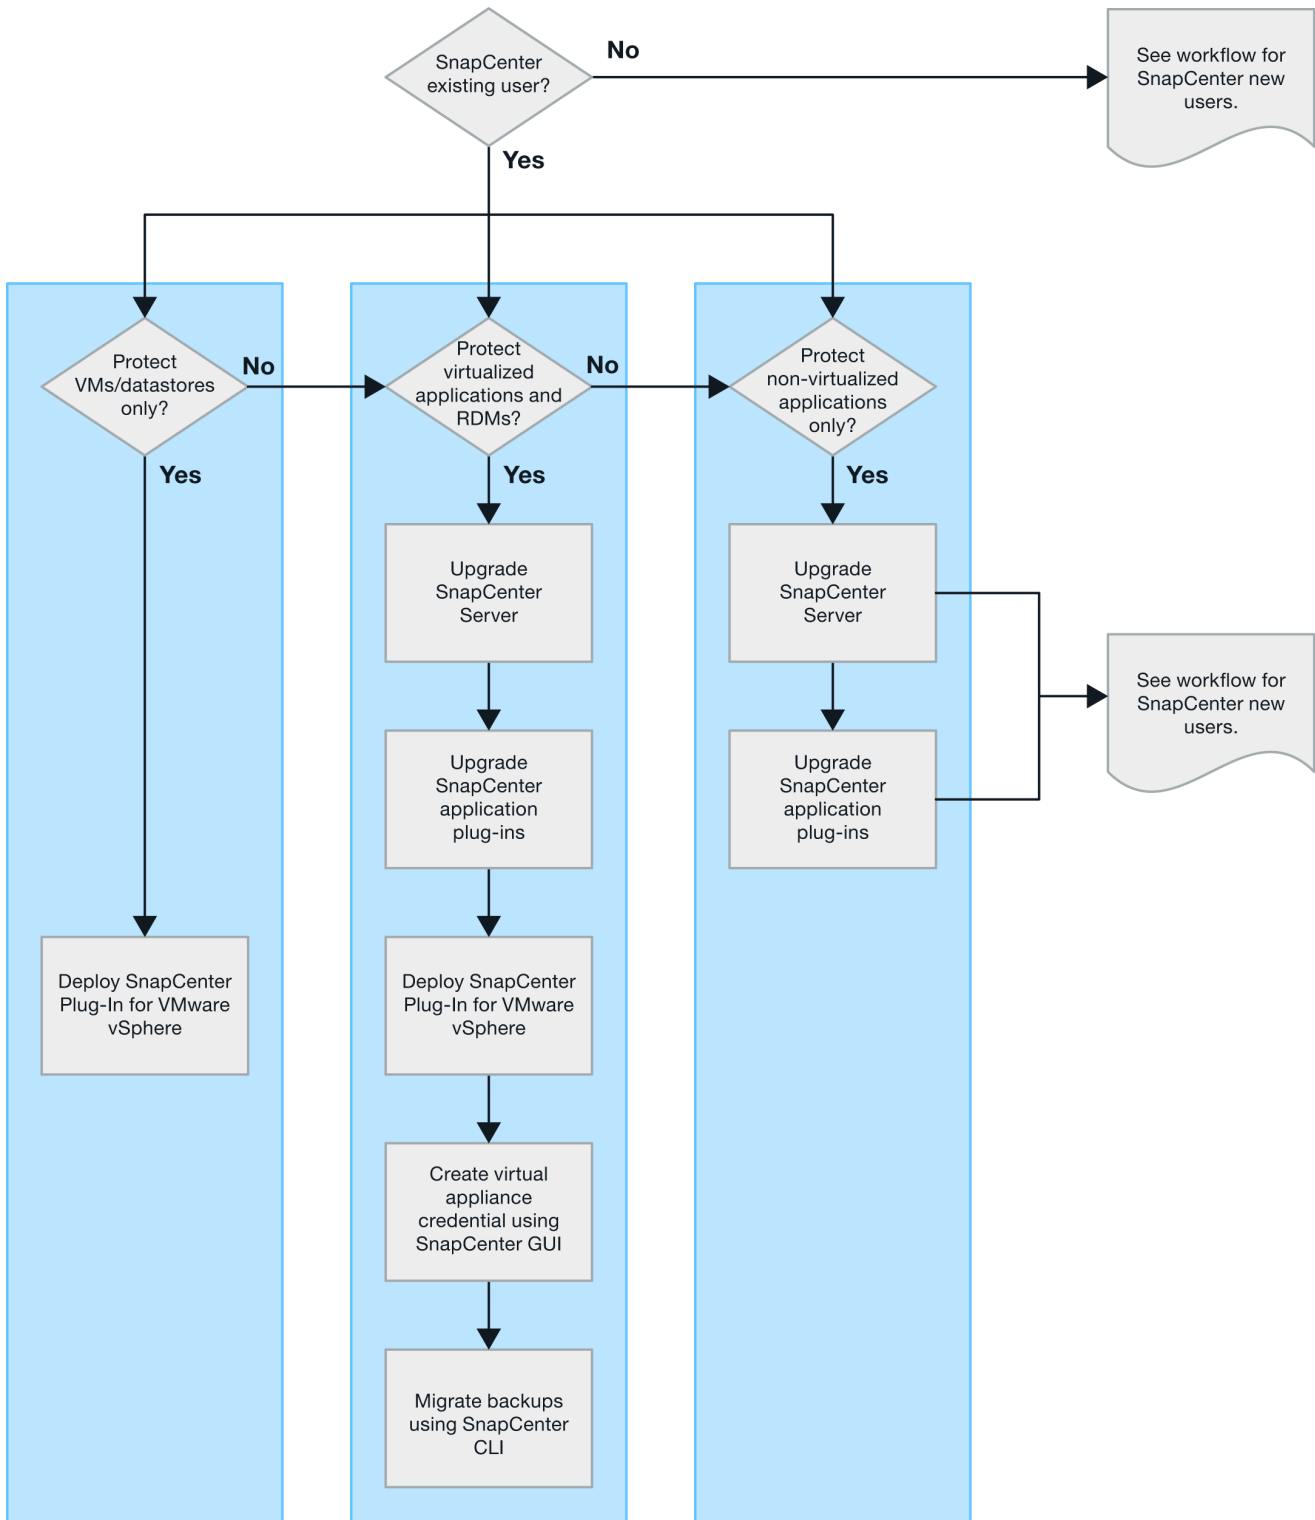 SnapCenter
existing user?
No
See workflow for
SnapCenter new
users.
Yes
Protect
VMs/datastores
only?
No
Protect
virtualized
applications and
RDMs?
No
Protect
non-virtualized
applications
only?
Yes
Yes
Yes
Upgrade
SnapCenter
Server
Upgrade
SnapCenter
Server
See workflow for
SnapCenter new
users.
Upgrade
SnapCenter
application
plug-ins
Upgrade
SnapCenter
application
plug-ins
Deploy SnapCenter
Plug-In for VMware
vSphere
Deploy SnapCenter
Plug-In for VMware
vSphere
Create virtual
appliance
credential using
SnapCenter GUI
Migrate backups
using SnapCenter
CLI